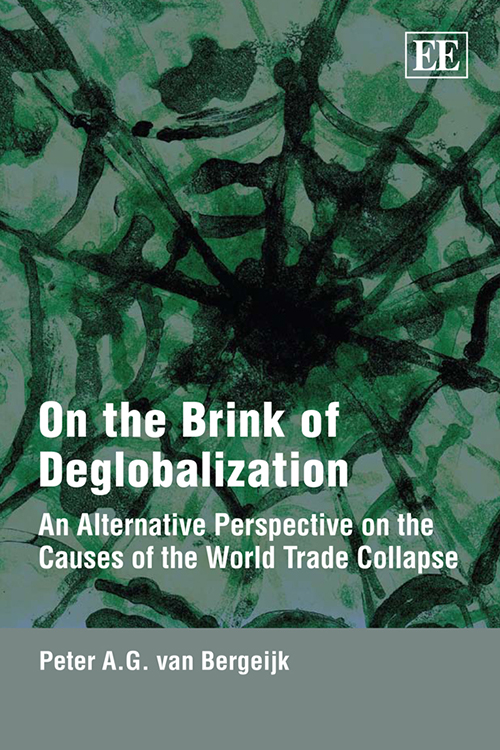 EE
On the Brink of
Deglobalization
An Alternative Perspective on the
Causes of the World Trade Collapse
Peter A.G. van Bergeijk